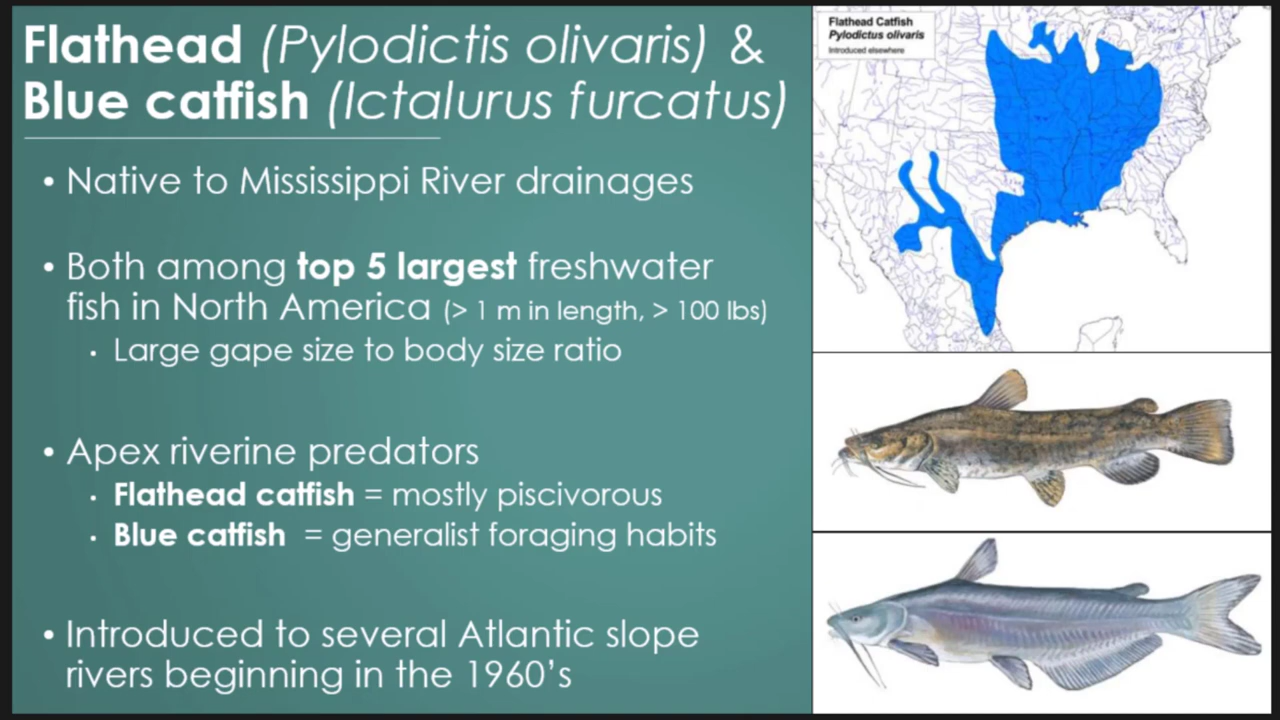 Flathead (Pylodictis olivaris) &
Blue catfish (Ictalurus furcatus)
• Native to Mississippi River drainages
• Both among top 5 largest freshwater
fish in North America (> 1 m in length, > 100 lbs)
• Large gape size to body size ratio
• Apex riverine predators
• Flathead catfish = mostly piscivorous
• Blue catfish = generalist foraging habits
• Introduced to several Atlantic slope
rivers beginning in the 1960's
Flathead Catfish
Pylodictus olivaris
Introduced elsewhere